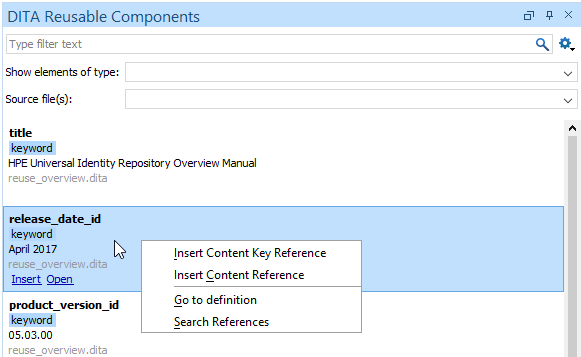 DITA Reusable Components
Type filter text
Show elements of type:
Source file(s):
title
keyword
HPE Universal Identity Repository Overview Manual
reuse_overview.dita
release_date_id
keyword
April 2017
reuse_overview.dita
Insert Open
Insert Content Key Reference
Insert Content Reference
Go to definition
Search References
product_version_id
keyword
05.03.00